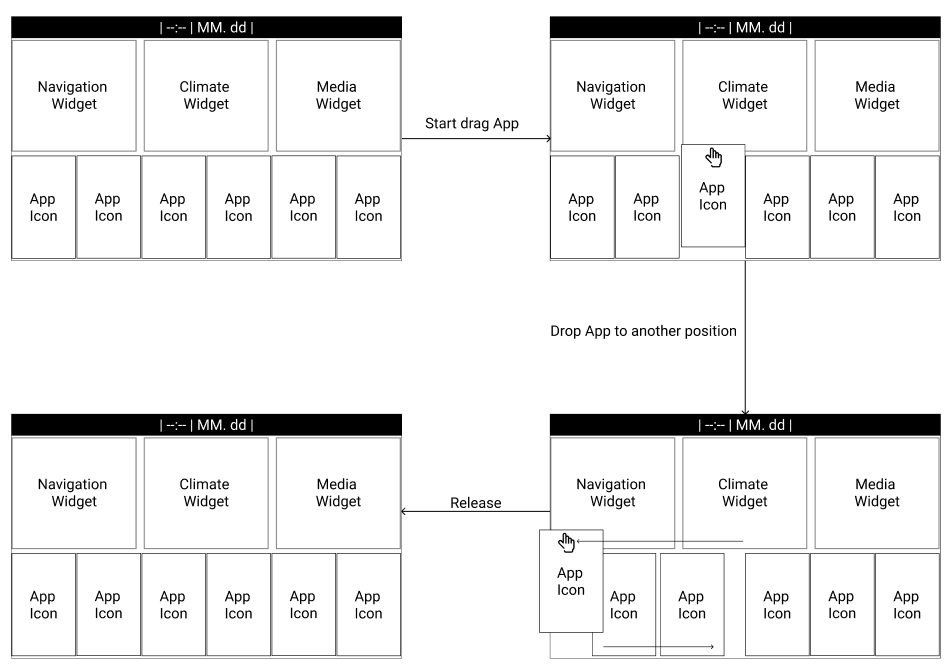 | --:-- | MM. dd |
Navigation
Widget
Climate
Widget
Media
Widget
App
Icon
App
Icon
App
Icon
App
Icon
App
Icon
App
Icon
Start drag App
| --:-- | MM. dd |
Navigation
Widget
Climate
Widget
Media
Widget
App
Icon
App
Icon
App
Icon
App
Icon
App
Icon
App
Icon
Drop App to another position
| --:-- | MM. dd |
Navigation
Widget
Climate
Widget
Media
Widget
App
Icon
App
Icon
App
Icon
App
Icon
App
Icon
App
Icon
Release
| --:-- | MM. dd |
Navigation
Widget
Climate
Widget
Media
Widget
App
Icon
App
Icon
App
Icon
App
Icon
App
Icon
App
Icon